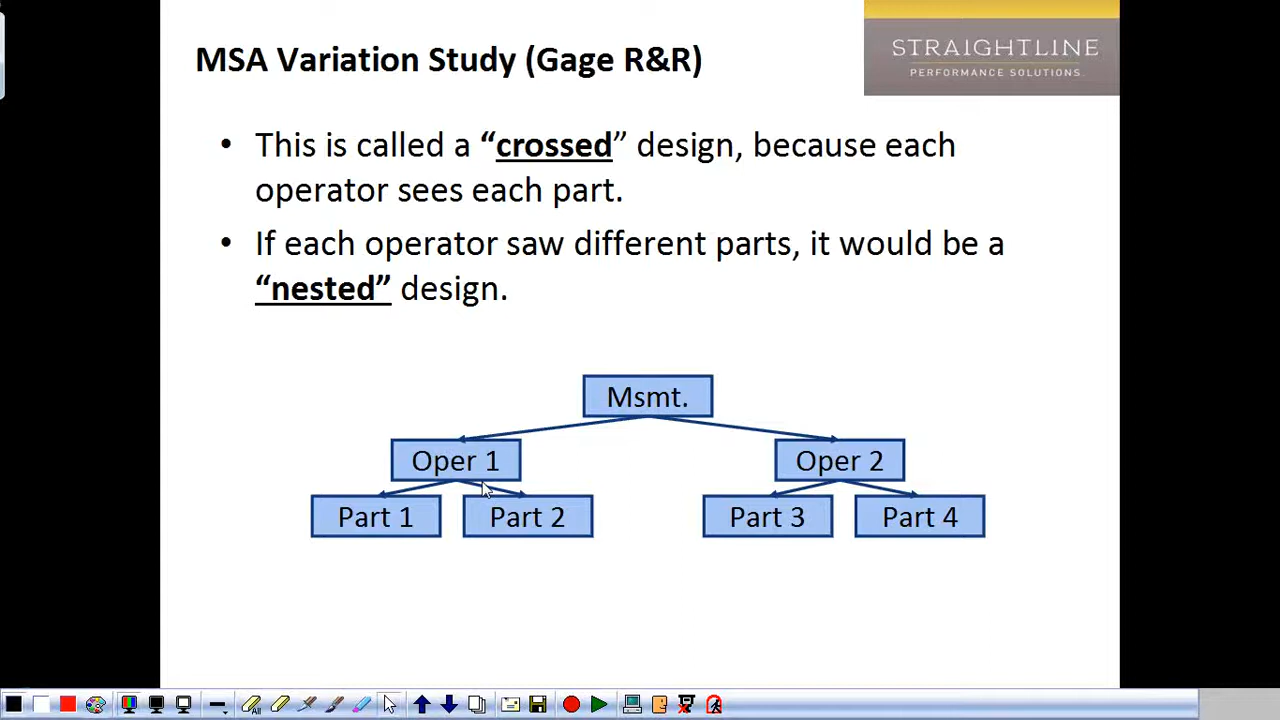 MSA Variation Study (Gage R&R)
STRAIGHTLINE
PERFORMANCE SOLUTIONS.
• This is called a “crossed” design, because each
operator sees each part.
• If each operator saw different parts, it would be a
“nested” design.
Msmt.
Oper 1
Oper 2
Part 1
Part 2
Part 3
Part 4
All